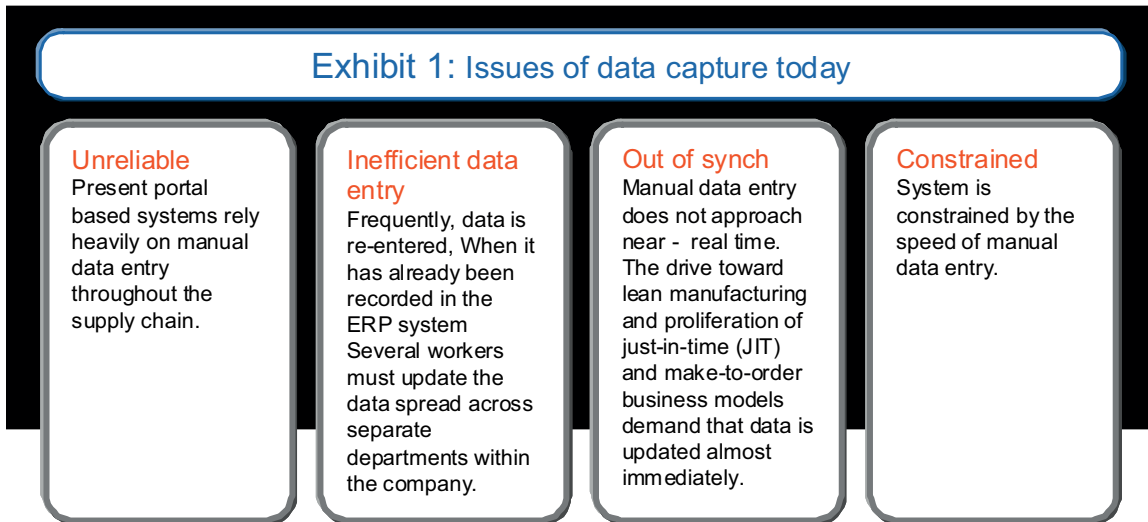 Exhibit 1: Issues of data capture today
Unreliable
Present portal
based systems rely
heavily on manual
data entry
throughout the
supply chain.
Inefficient data
entry
Frequently, data is
re-entered, When it
has already been
recorded in the
ERP system
Several workers
must update the
data spread across
separate
departments within
the company.
Out of synch
Manual data entry
does not approach
near - real time.
The drive toward
lean manufacturing
and proliferation of
just-in-time (JIT)
and make-to-order
business models
demand that data is
updated almost
immediately.
Constrained
System is
constrained by the
speed of manual
data entry.